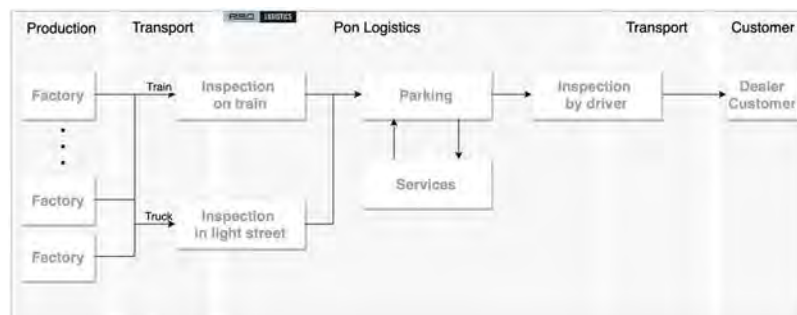 Production
Transport
LOGISTICS
Pon Logistics
Transport
Customer
Factory
Train
Inspection
on train
Parking
Inspection
by driver
Dealer
Customer
Factory
Truck
Inspection
in light street
Services
Factory